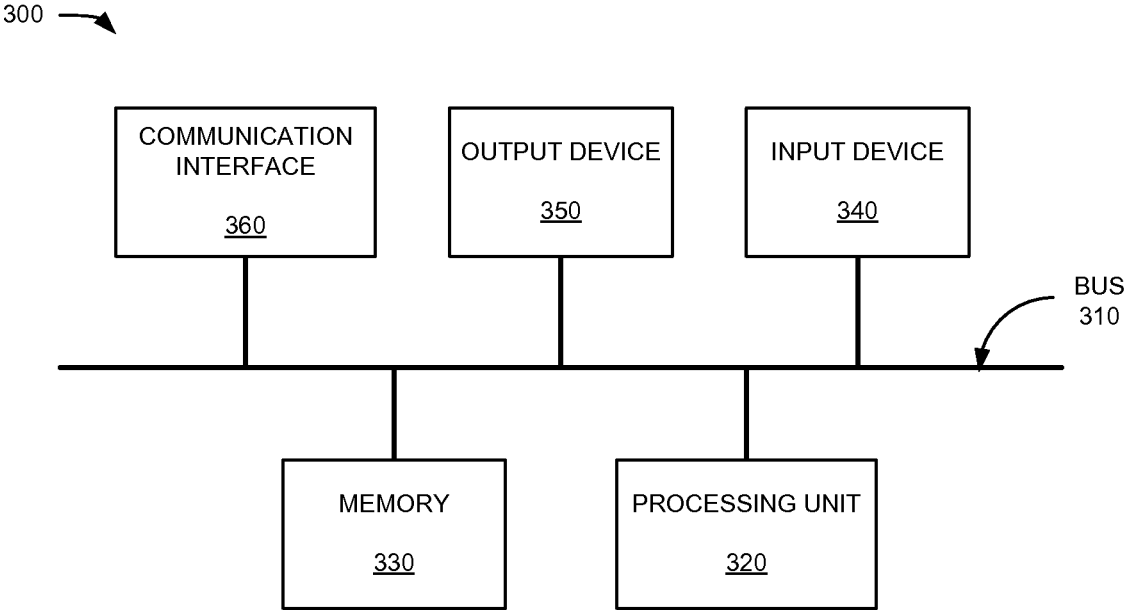 300
COMMUNICATION
INTERFACE
360
OUTPUT DEVICE
350
INPUT DEVICE
340
BUS
310
MEMORY
330
PROCESSING UNIT
320